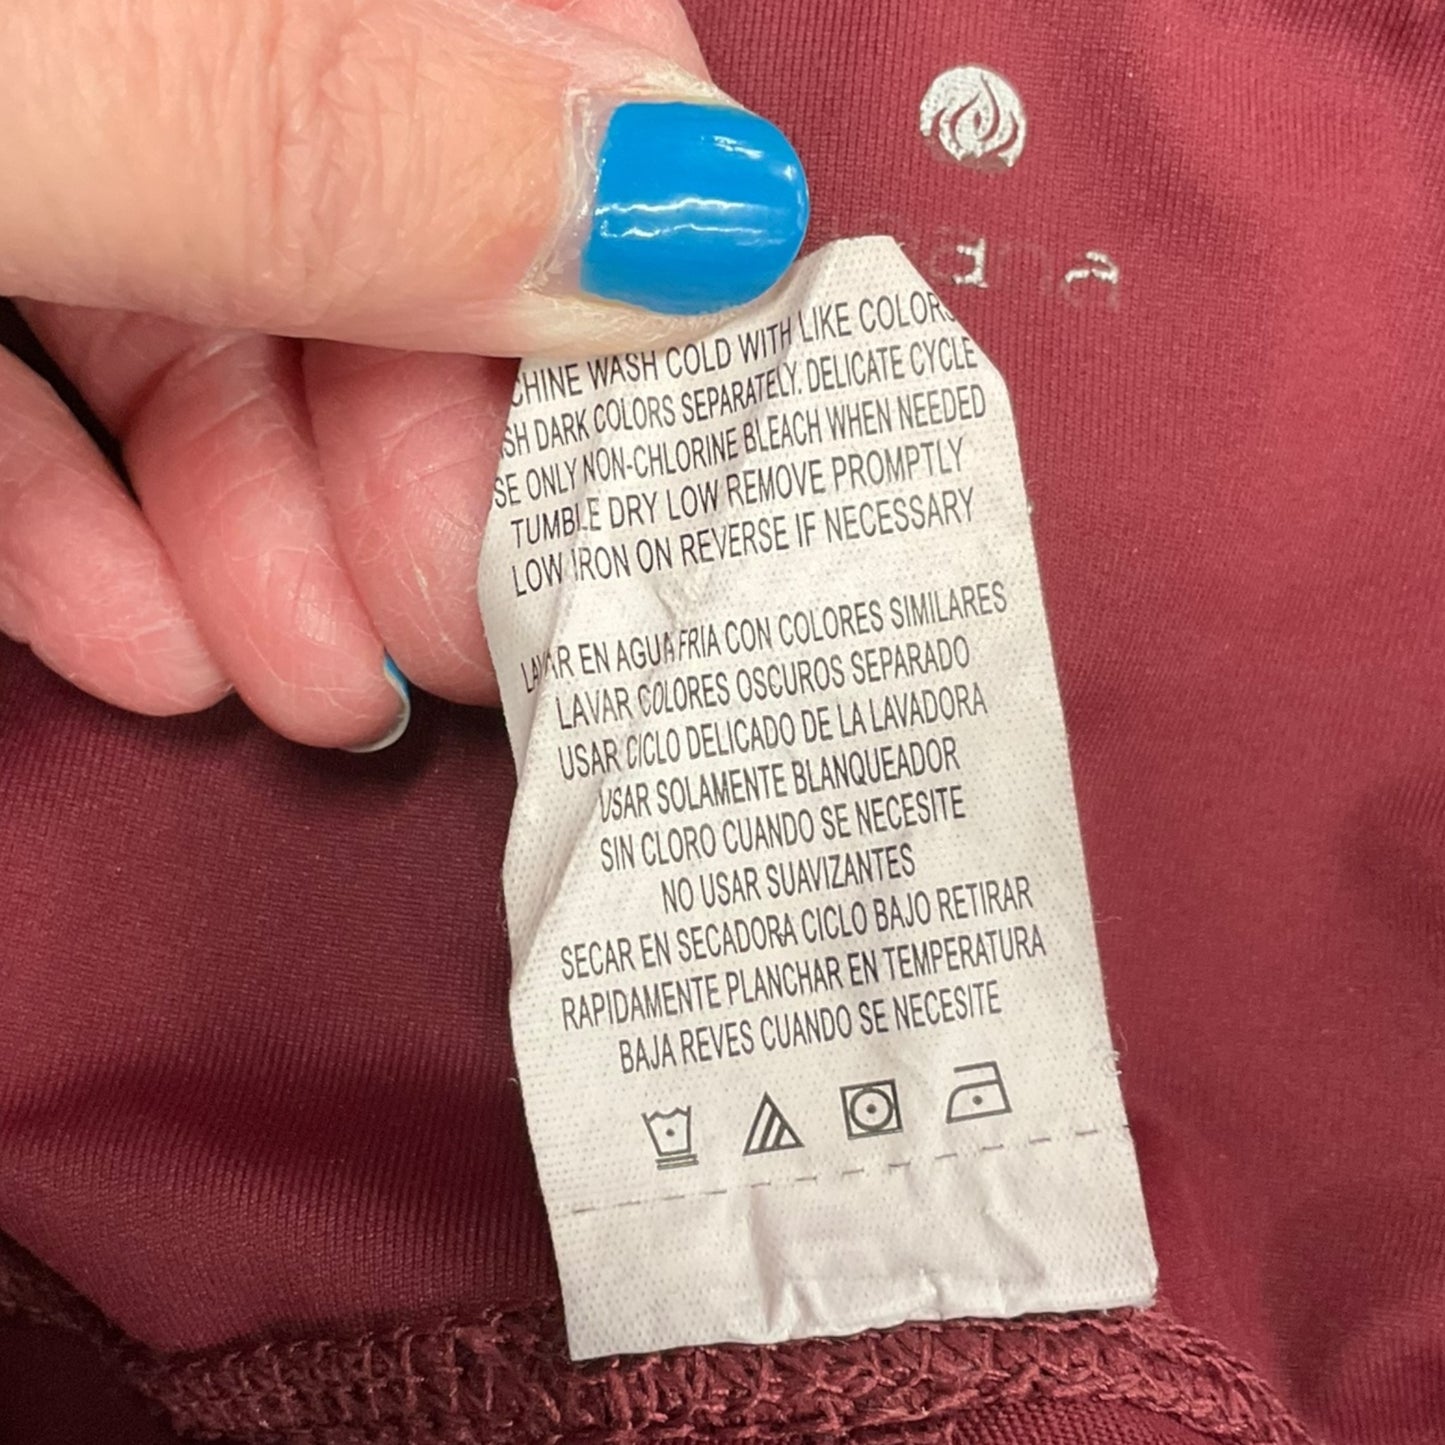 CHINE WASH COLD WITH LIKE COLORS
SH DARK COLORS SEPARATELY. DELICATE CYCLE
SE ONLY NON-CHLORINE BLEACH WHEN NEEDED
TUMBLE DRY LOW REMOVE PROMPTLY
LOW IRON ON REVERSE IF NECESSARY
LAVAR EN AGUA FRIA CON COLORES SIMILARES
LAVAR COLORES OSCUROS SEPARADO
USAR CICLO DELICADO DE LA LAVADORA
USAR SOLAMENTE BLANQUEADOR
SIN CLORO CUANDO SE NECESITE
NO USAR SUAVIZANTES
SECAR EN SECADORA CICLO BAJO RETIRAR
RAPIDAMENTE PLANCHAR EN TEMPERATURA
BAJA REVES CUANDO SE NECESITE